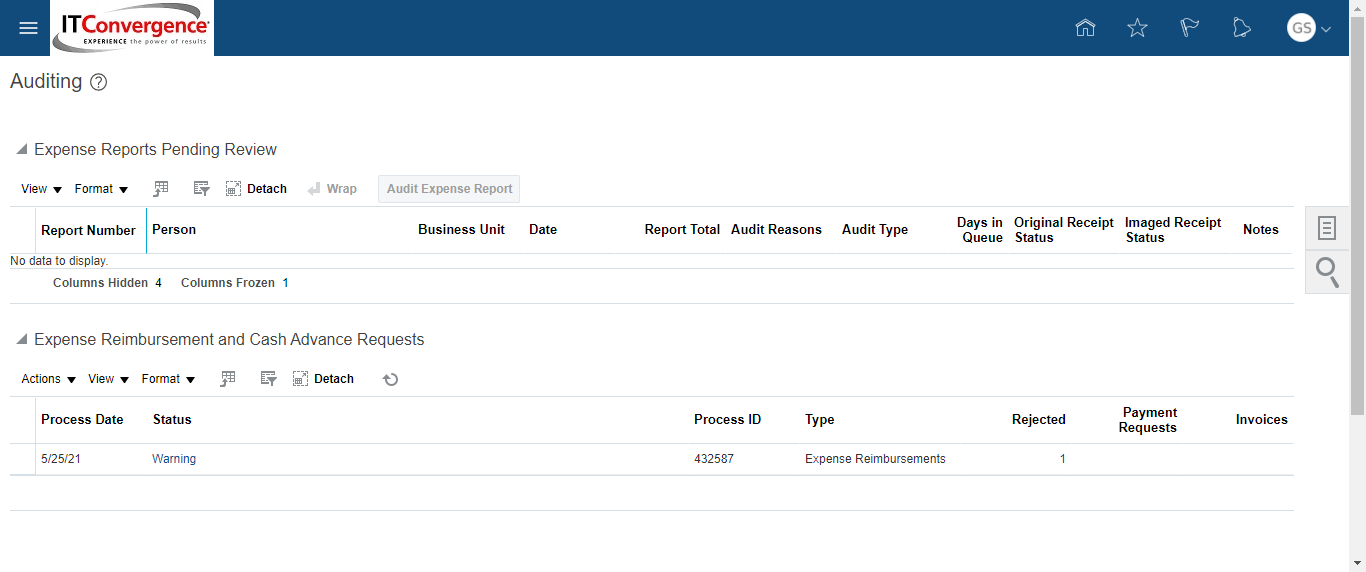 ITConvergence
EXPERIENCE the power of results
GS
Auditing ?
Expense Reports Pending Review
View Format Detach Wrap Audit Expense Report
Report Number Person Business Unit Date Report Total Audit Reasons Audit Type Days in Queue Original Receipt Status Imaged Receipt Status Notes
No data to display.
Columns Hidden 4 Columns Frozen 1
Expense Reimbursement and Cash Advance Requests
Actions View Format Detach
Process Date Status Process ID Type Rejected Payment Requests Invoices
5/25/21 Warning 432587 Expense Reimbursements 1